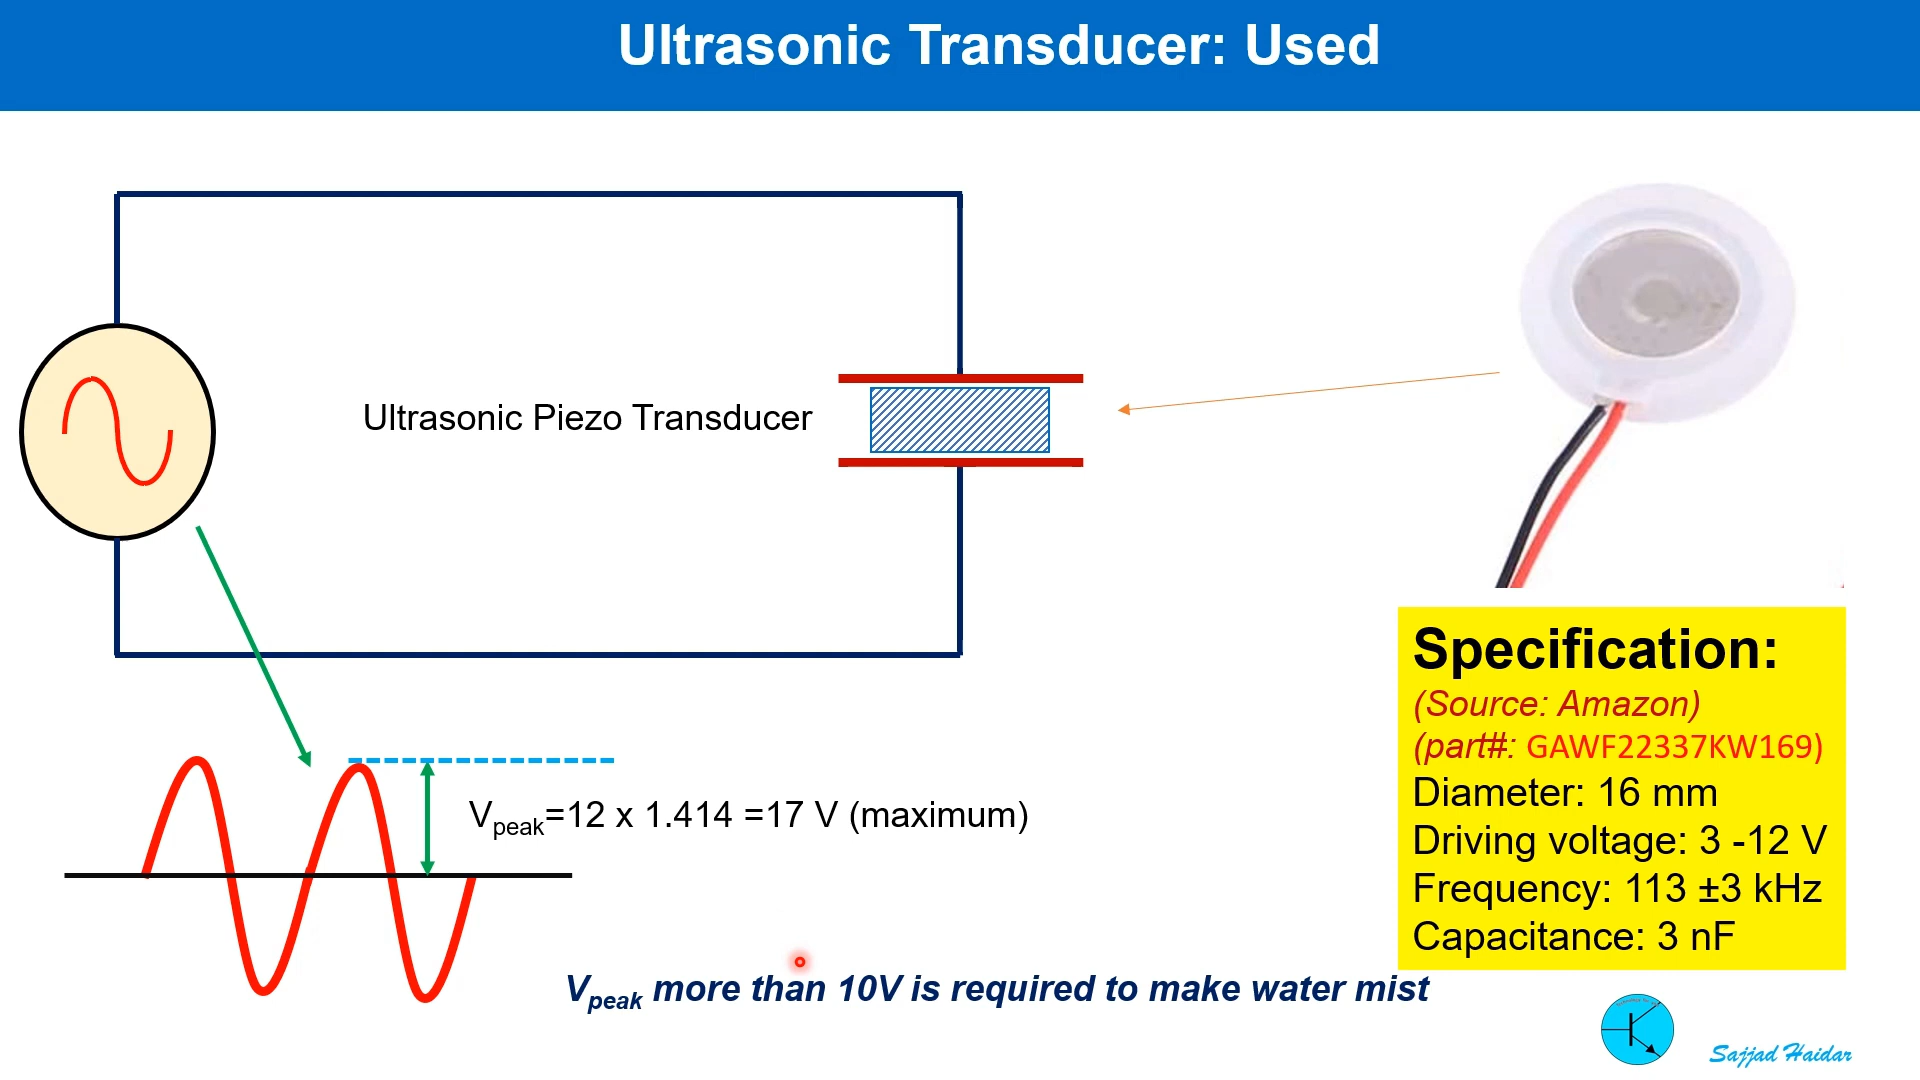 Ultrasonic Transducer: Used
Ultrasonic Piezo Transducer
Specification:
(Source: Amazon)
(part#: GAWF22337KW169)
Diameter: 16 mm
Driving voltage: 3 -12 V
Frequency: 113 ±3 kHz
Capacitance: 3 nF
Vpeak=12 x 1.414 =17 V (maximum)
Vpeak more than 10V is required to make water mist
Sajjad Haidar